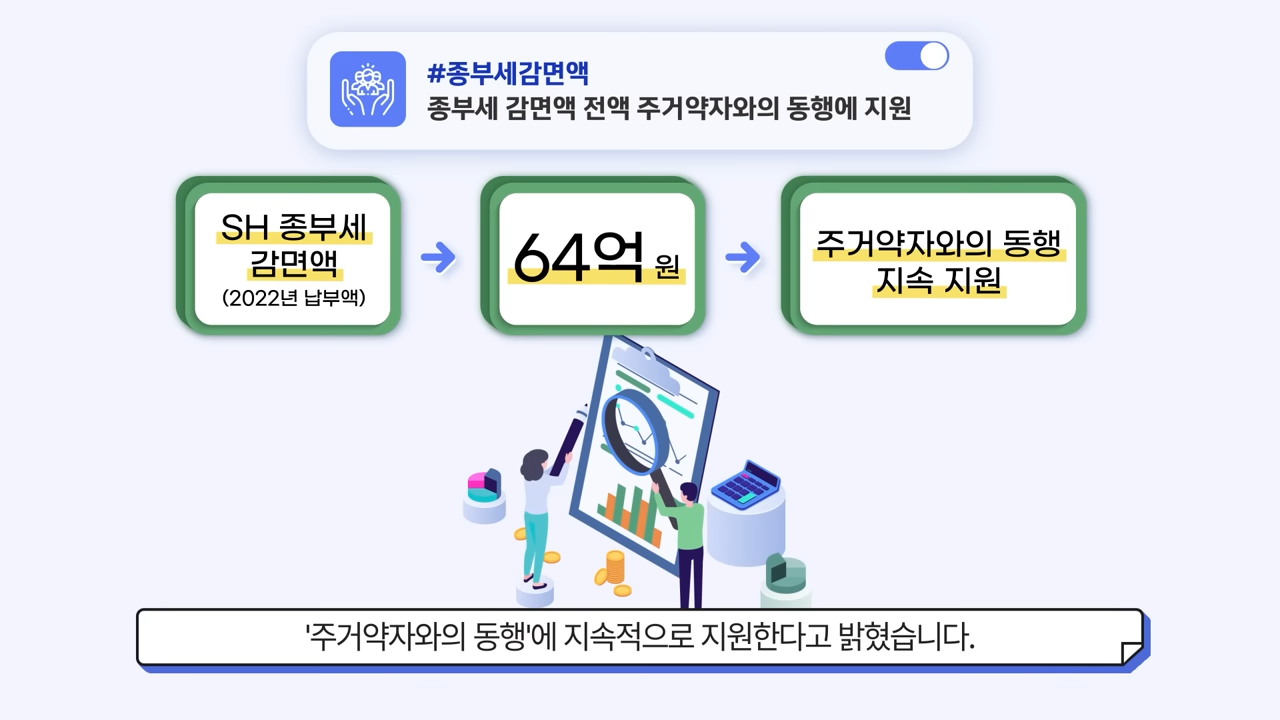 #종부세감면액
종부세 감면액 전액 주거약자와의 동행에 지원
SH 종부세
감면액
(2022년 납부액)
64억 원
주거약자와의 동행
지속 지원
'주거약자와의 동행'에 지속적으로 지원한다고 밝혔습니다.